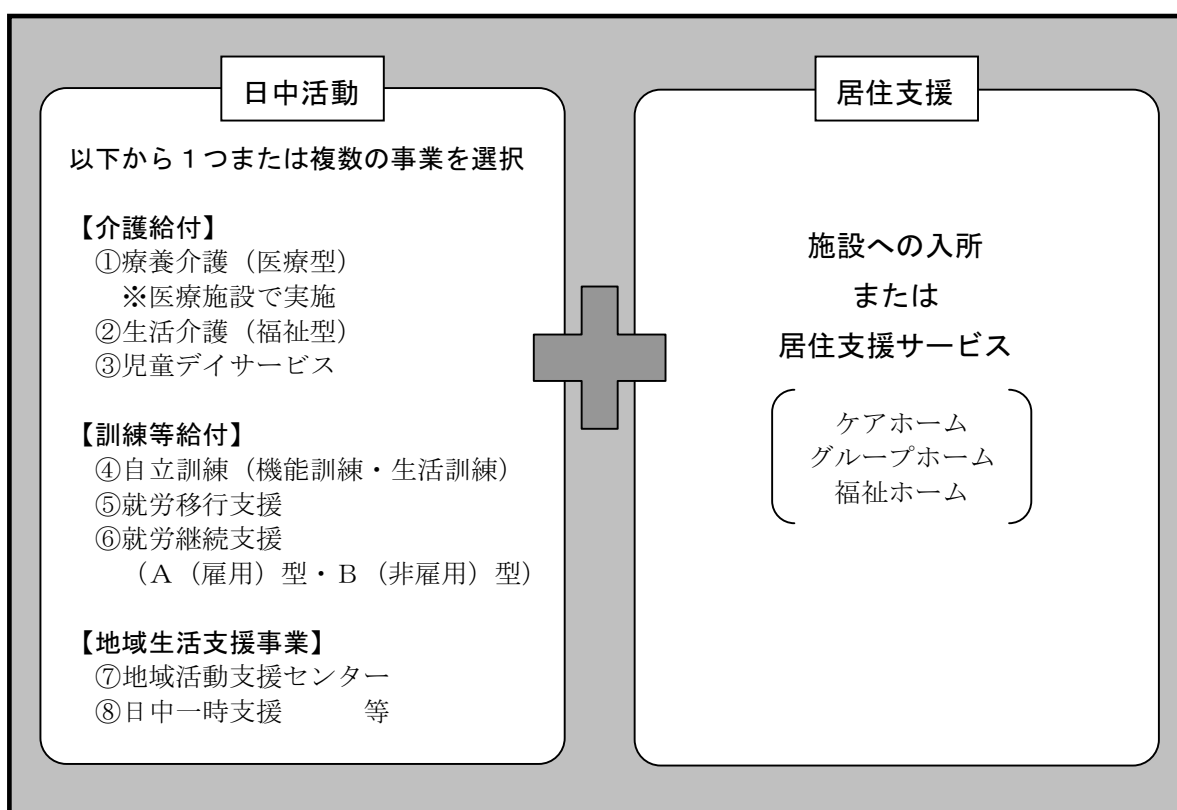 日中活動
以下から１つまたは複数の事業を選択
【介護給付】
①療養介護（医療型）
※医療施設で実施
②生活介護（福祉型）
③児童デイサービス
【訓練等給付】
④自立訓練（機能訓練・生活訓練）
⑤就労移行支援
⑥就労継続支援
（Ａ（雇用）型・Ｂ（非雇用）型）
【地域生活支援事業】
⑦地域活動支援センター
⑧日中一時支援　　　等
居住支援
施設への入所
または
居住支援サービス
ケアホーム
グループホーム
福祉ホーム